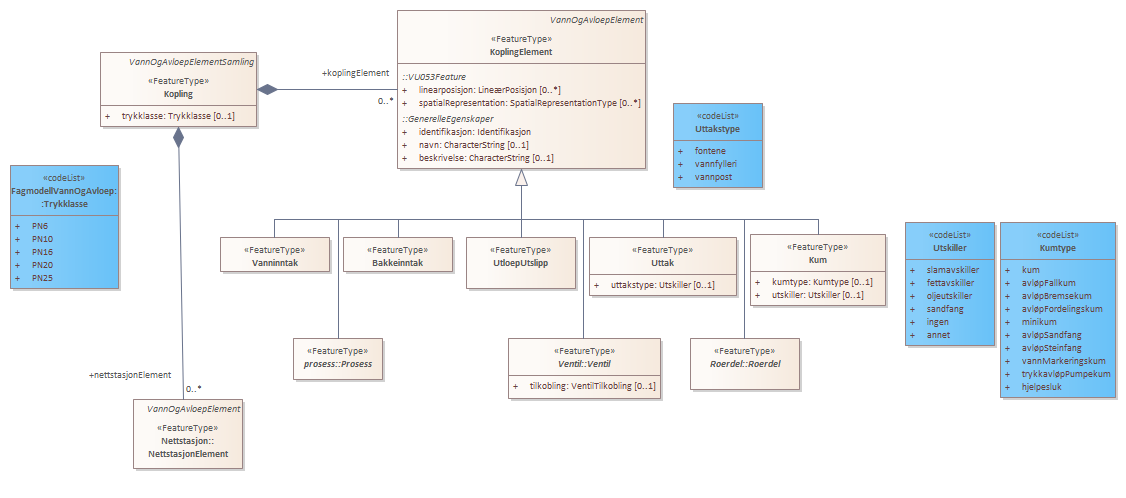 VannOgAvloepElement
«FeatureType»
KoplingElement
::VU053Feature
+ linearposisjon: LineærPosisjon [0..*]
+ spatialRepresentation: SpatialRepresentationType [0..*]
::GenerelleEgenskaper
+ identifikasjon: Identifikasjon
+ navn: CharacterString [0..1]
+ beskrivelse: CharacterString [0..1]
VannOgAvloepElementSamling
«FeatureType»
Kopling
+ trykklasse: Trykklasse [0..1]
+koplingElement
0..*
«codeList»
Uttakstype
+ fontene
+ vannfylleri
+ vannpost
«codeList»
FagmodellVannOgAvloep:
:Trykklasse
+ PN6
+ PN10
+ PN16
+ PN20
+ PN25
«FeatureType»
Vanninntak
«FeatureType»
Bakkeinntak
«FeatureType»
UtloepUtslipp
«FeatureType»
Uttak
+ uttakstype: Utskiller [0..1]
«FeatureType»
Kum
+ kumtype: Kumtype [0..1]
+ utskiller: Utskiller [0..1]
«codeList»
Utskiller
+ slamavskiller
+ fettavskiller
+ oljeutskiller
+ sandfang
+ ingen
+ annet
«codeList»
Kumtype
+ kum
+ avløpFallkum
+ avløpBremsekum
+ avløpFordelingskum
+ minikum
+ avløpSandfang
+ avløpSteinfang
+ vannMarkeringskum
+ trykkavløpPumpekum
+ hjelpesluk
«FeatureType»
prosess::Prosess
«FeatureType»
Ventil::Ventil
+ tilkobling: VentilTilkobling [0..1]
«FeatureType»
Roerdel::Roerdel
+nettstasjonElement
0..*
VannOgAvloepElement
«FeatureType»
Nettstasjon::
NettstasjonElement